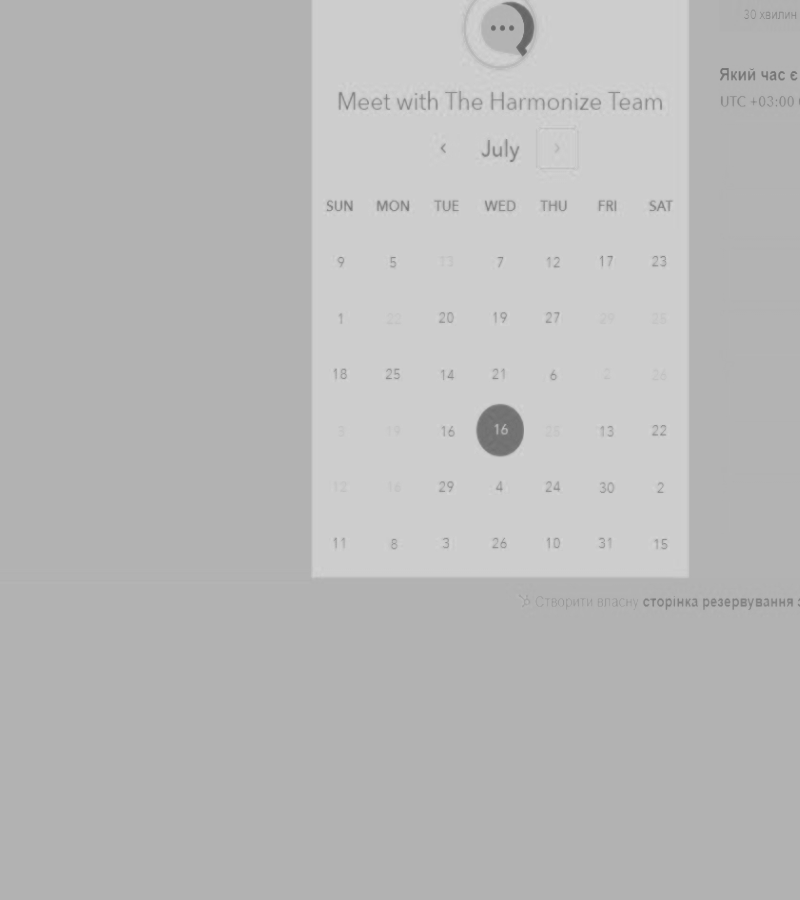 30 хвилин
Meet with The Harmonize Team
Який час є
‹ July ›
UTC +03:00
SUN MON TUE WED THU FRI SAT
9 5 13 7 12 17 23
1 22 20 19 27 29 28
18 25 14 21 6 2 26
3 19 16 16 25 13 22
12 16 29 4 24 30 2
11 8 3 26 10 31 15
Створити власну сторінка резервування з